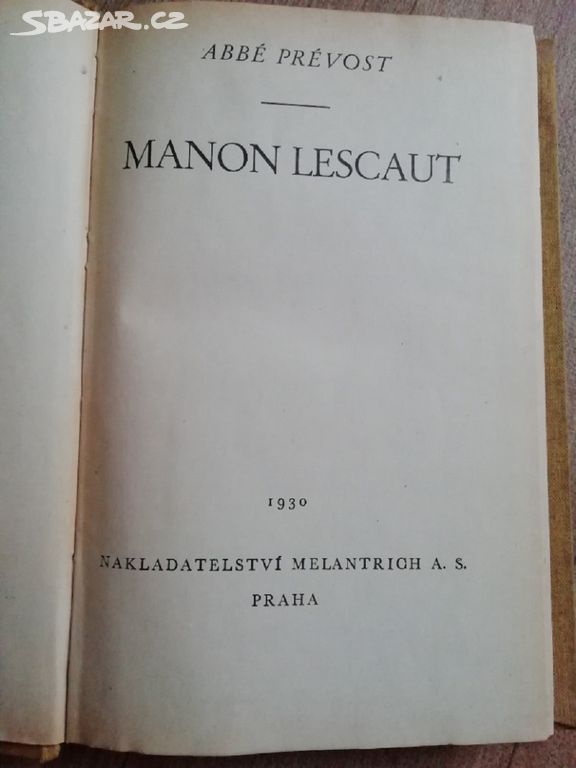 SBAZAR.CZ
ABBÉ PRÉVOST
MANON LESCAUT
1930
NAKLADATELSTVÍ MELANTRICH A. S.
PRAHA